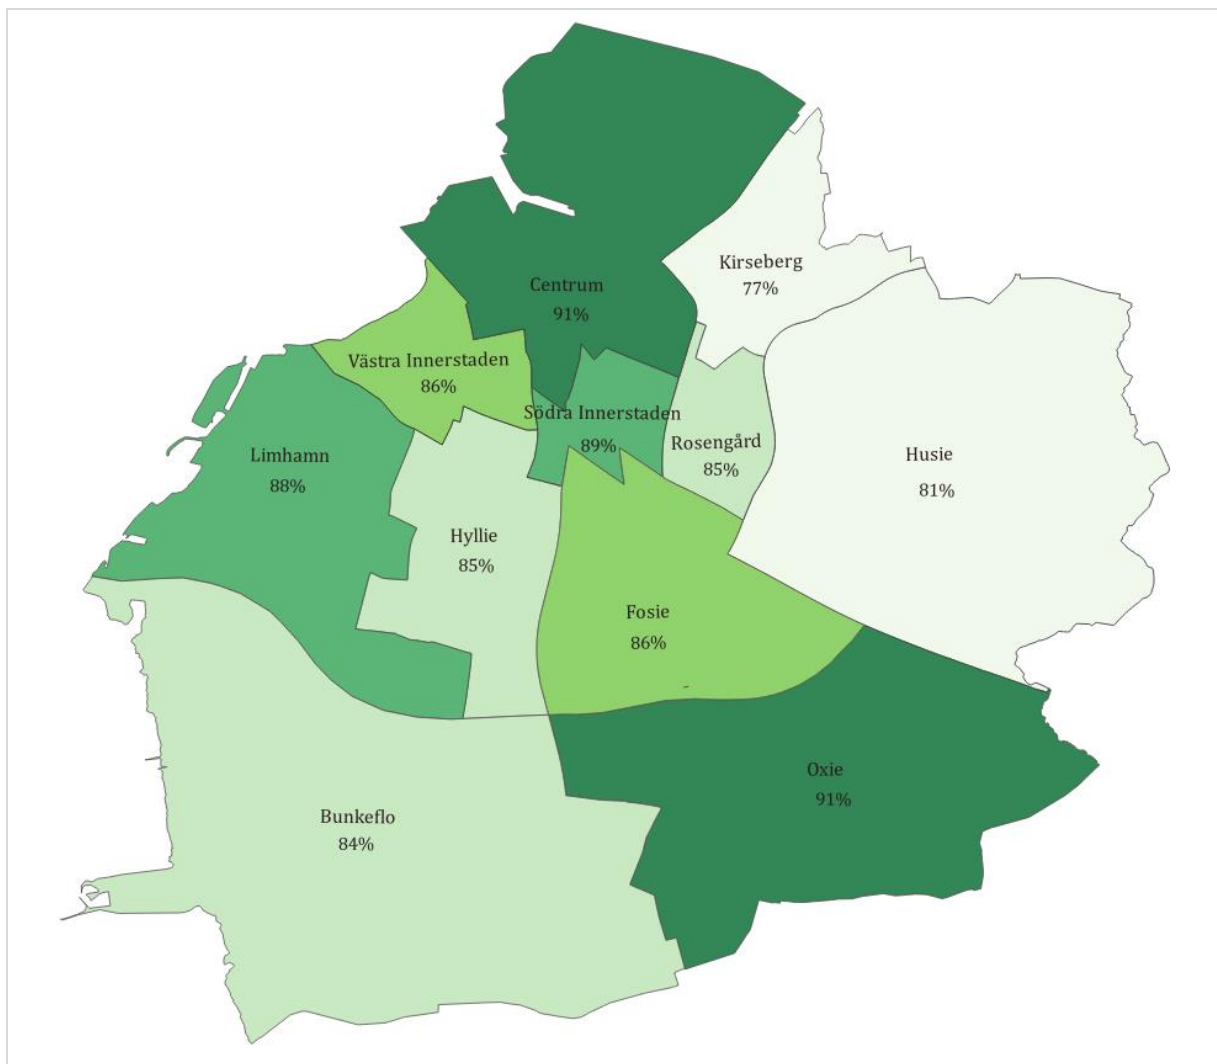 Kirseberg
77%
Centrum
91%
Västra Innerstaden
86%
Södra Innerstaden
89%
Rosengård
85%
Limhamn
88%
Husie
81%
Hyllie
85%
Fosie
86%
Oxie
91%
Bunkeflo
84%